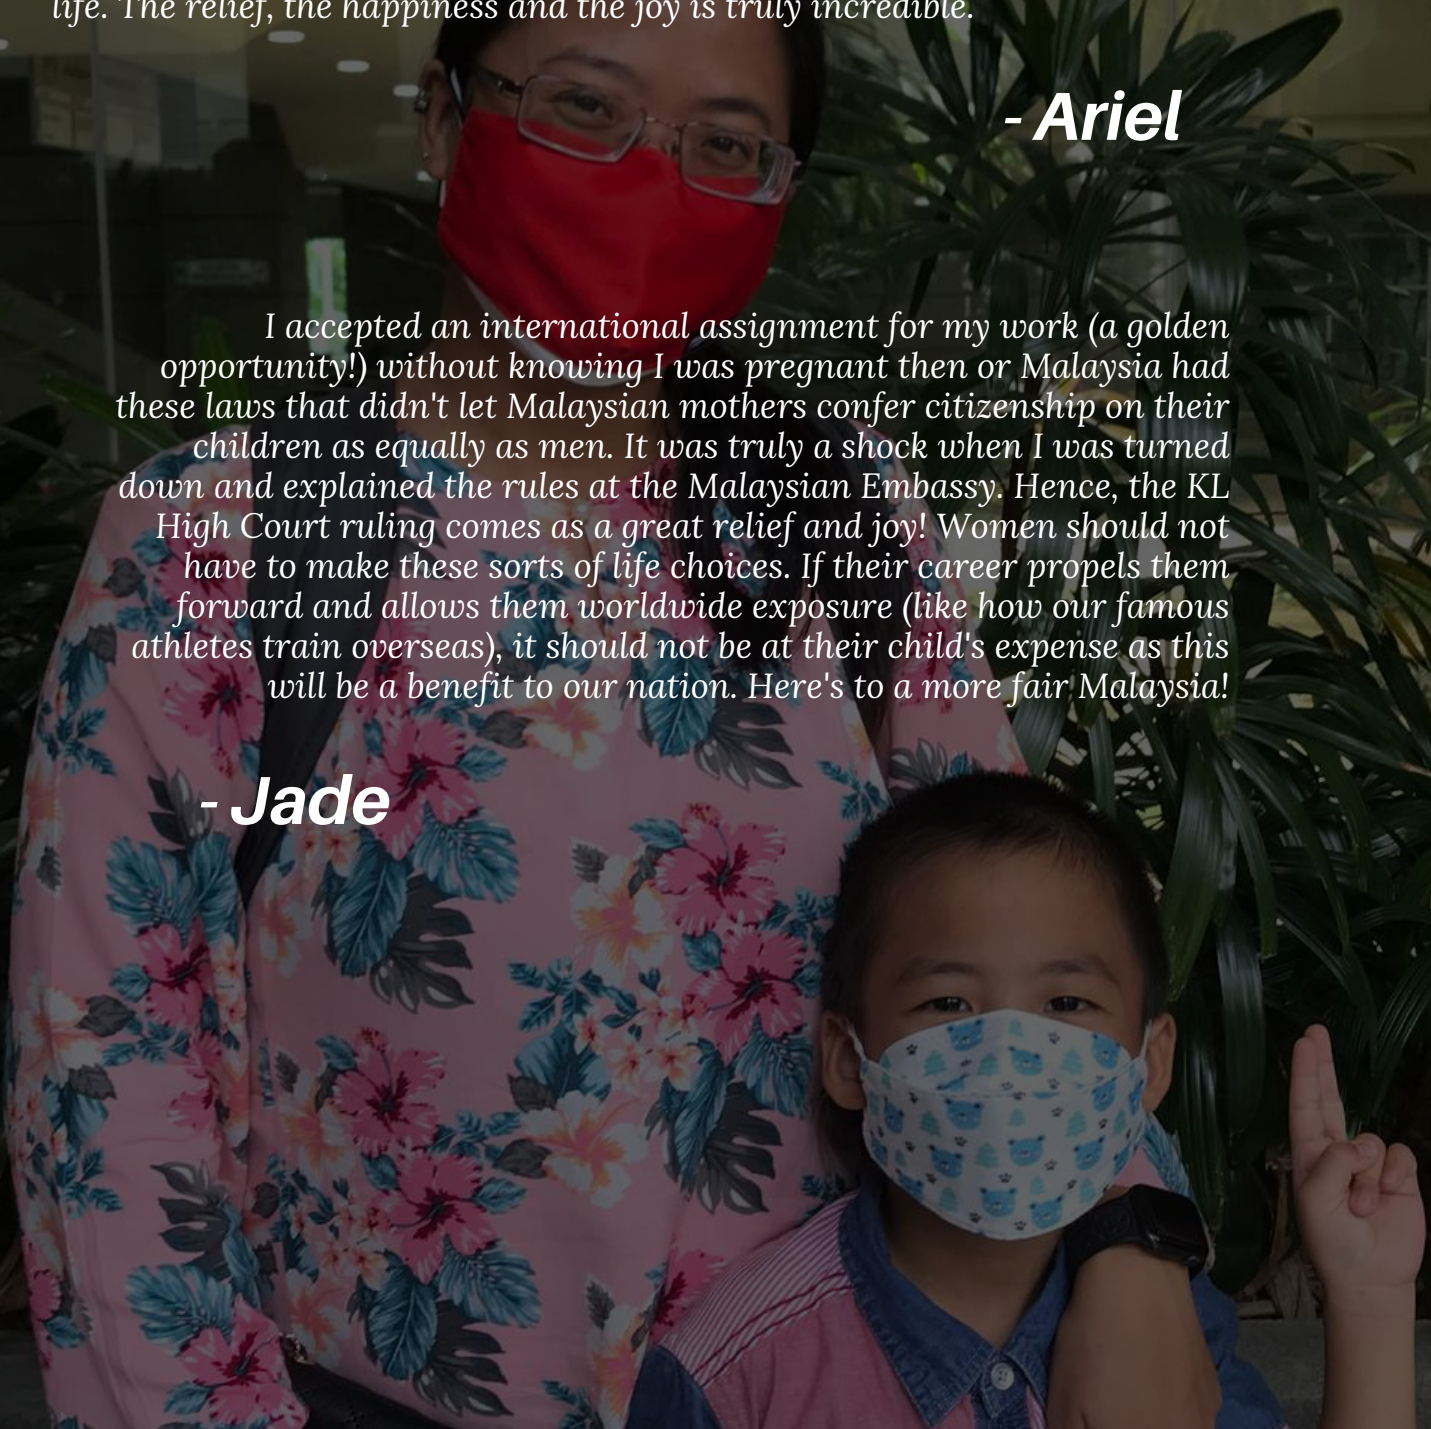 life. The relief, the happiness and the joy is truly incredible.
- Ariel
I accepted an international assignment for my work (a golden
opportunity!) without knowing I was pregnant then or Malaysia had
these laws that didn't let Malaysian mothers confer citizenship on their
children as equally as men. It was truly a shock when I was turned
down and explained the rules at the Malaysian Embassy. Hence, the KL
High Court ruling comes as a great relief and joy! Women should not
have to make these sorts of life choices. If their career propels them
forward and allows them worldwide exposure (like how our famous
athletes train overseas), it should not be at their child's expense as this
will be a benefit to our nation. Here's to a more fair Malaysia!
- Jade